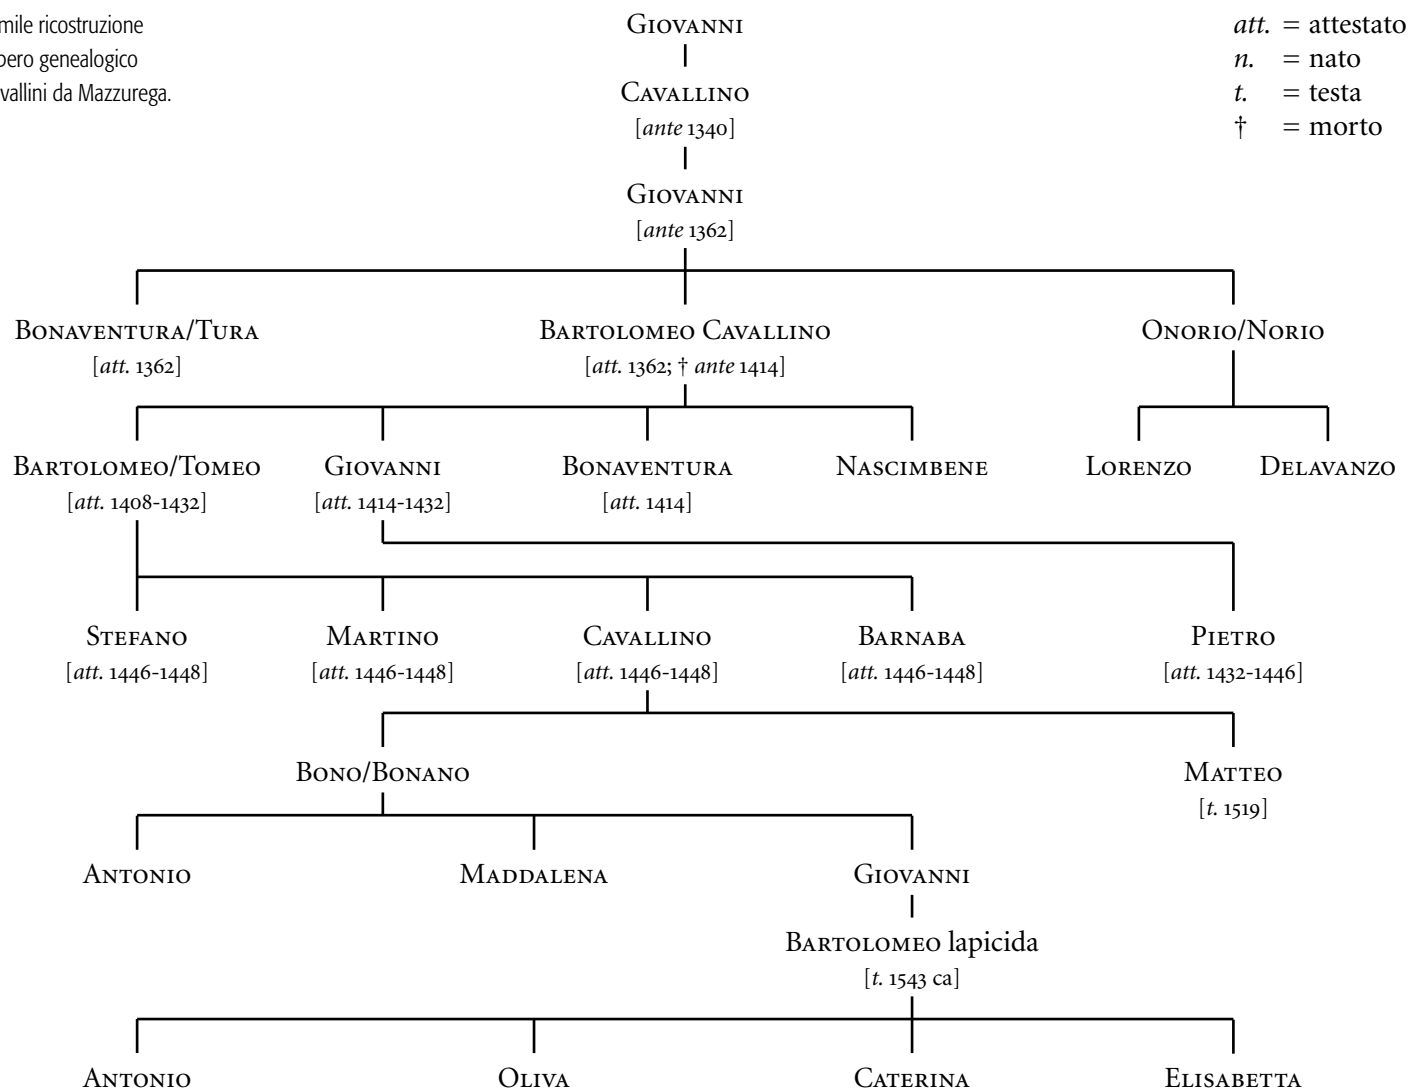 mile ricostruzione
pero genealogico
vallini da Mazzurega.
att. = attestato
n. = nato
t. = testa
† = morto
Giovanni
Cavallino
[ante 1340]
Giovanni
[ante 1362]
Bonaventura/Tura
[att. 1362]
Bartolomeo Cavallino
[att. 1362; † ante 1414]
Onorio/Norio
Bartolomeo/Tomeo
[att. 1408-1432]
Giovanni
[att. 1414-1432]
Bonaventura
[att. 1414]
Nascimbene
Lorenzo
Delavanzo
Stefano
[att. 1446-1448]
Martino
[att. 1446-1448]
Cavallino
[att. 1446-1448]
Barnaba
[att. 1446-1448]
Pietro
[att. 1432-1446]
Bono/Bonano
Matteo
[t. 1519]
Antonio
Maddalena
Giovanni
Bartolomeo lapicida
[t. 1543 ca]
Antonio
Oliva
Caterina
Elisabetta